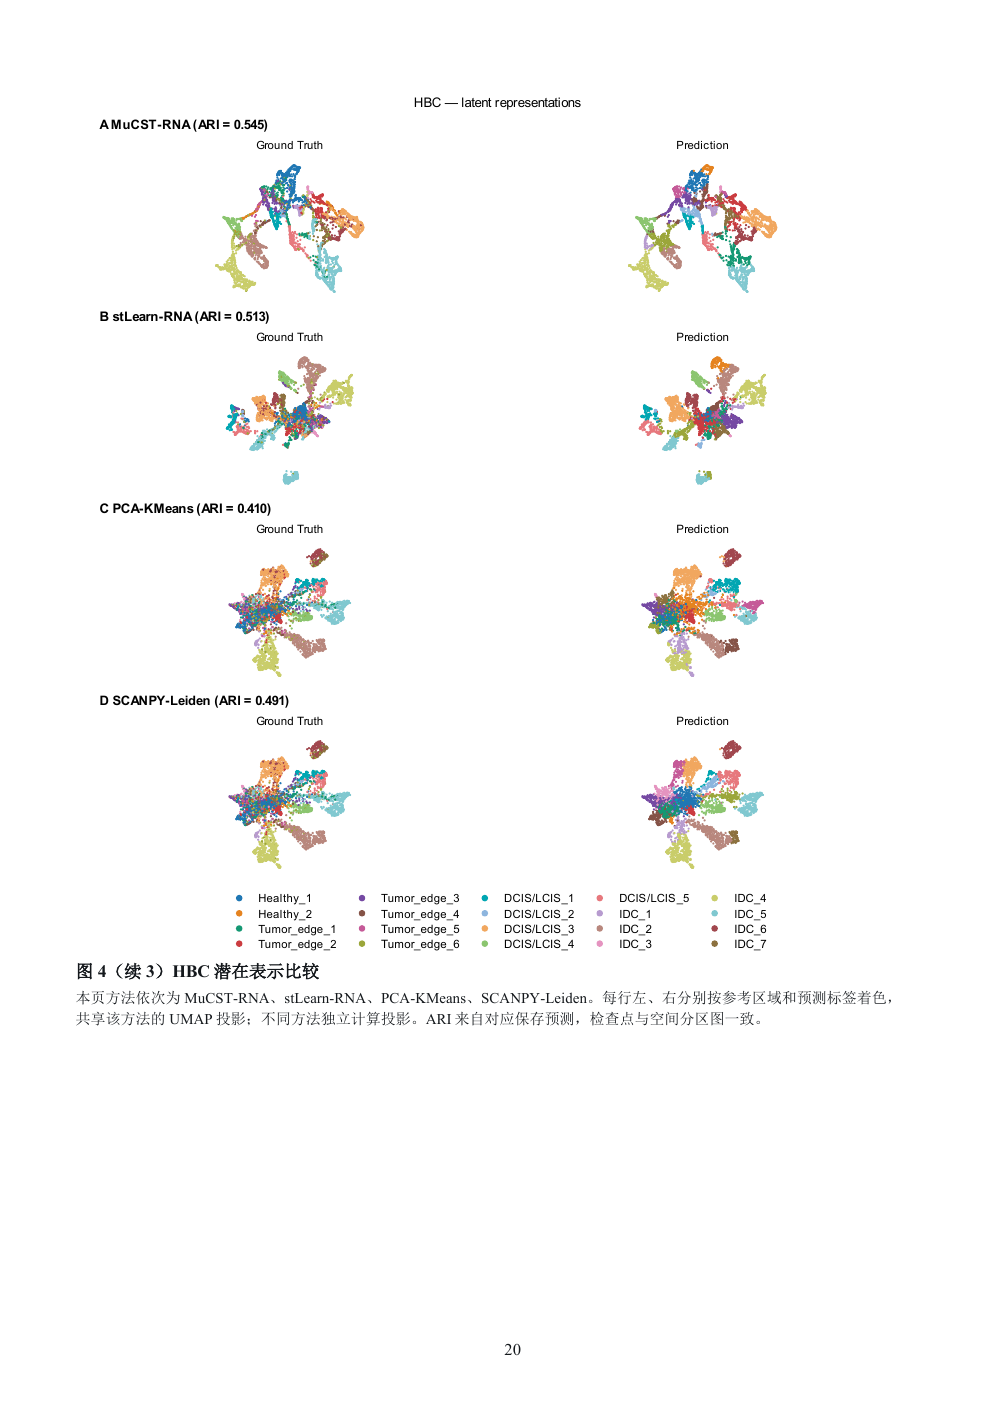 HBC — latent representations
A MuCST-RNA (ARI = 0.545)
Ground Truth
Prediction
B stLearn-RNA (ARI = 0.513)
Ground Truth
Prediction
C PCA-KMeans (ARI = 0.410)
Ground Truth
Prediction
D SCANPY-Leiden (ARI = 0.491)
Ground Truth
Prediction
Healthy_1 Tumor_edge_3 DCIS/LCIS_1 DCIS/LCIS_5 IDC_4
Healthy_2 Tumor_edge_4 DCIS/LCIS_2 IDC_1 IDC_5
Tumor_edge_1 Tumor_edge_5 DCIS/LCIS_3 IDC_2 IDC_6
Tumor_edge_2 Tumor_edge_6 DCIS/LCIS_4 IDC_3 IDC_7
图 4（续 3）HBC 潜在表示比较
本页方法依次为 MuCST-RNA、stLearn-RNA、PCA-KMeans、SCANPY-Leiden。每行左、右分别按参考区域和预测标签着色，
共享该方法的 UMAP 投影；不同方法独立计算投影。ARI 来自对应保存预测，检查点与空间分区图一致。
20